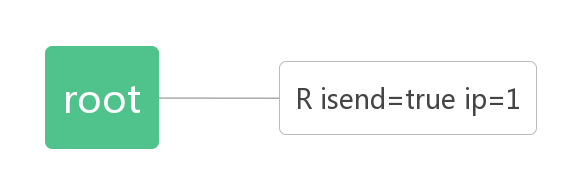 root
R isend=true ip=1